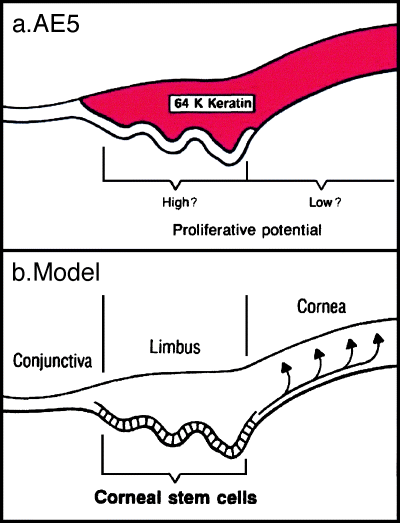 a.AE5
64 K Keratin
High?
Low?
Proliferative potential
b.Model
Conjunctiva
Limbus
Cornea
Corneal stem cells